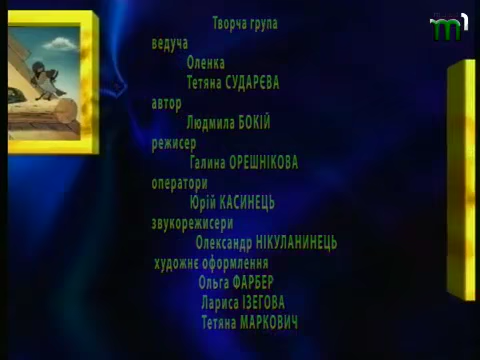 Творча група
ведуча
Оленка
Тетяна СУДАРЄВА
автор
Людмила БОКІЙ
режисер
Галина ОРЕШНІКОВА
оператори
Юрій КАСИНЕЦЬ
звукорежисери
Олександр НІКУЛАНИНЕЦЬ
художнє оформлення
Ольга ФАРБЕР
Лариса ІЗЕГОВА
Тетяна МАРКОВИЧ